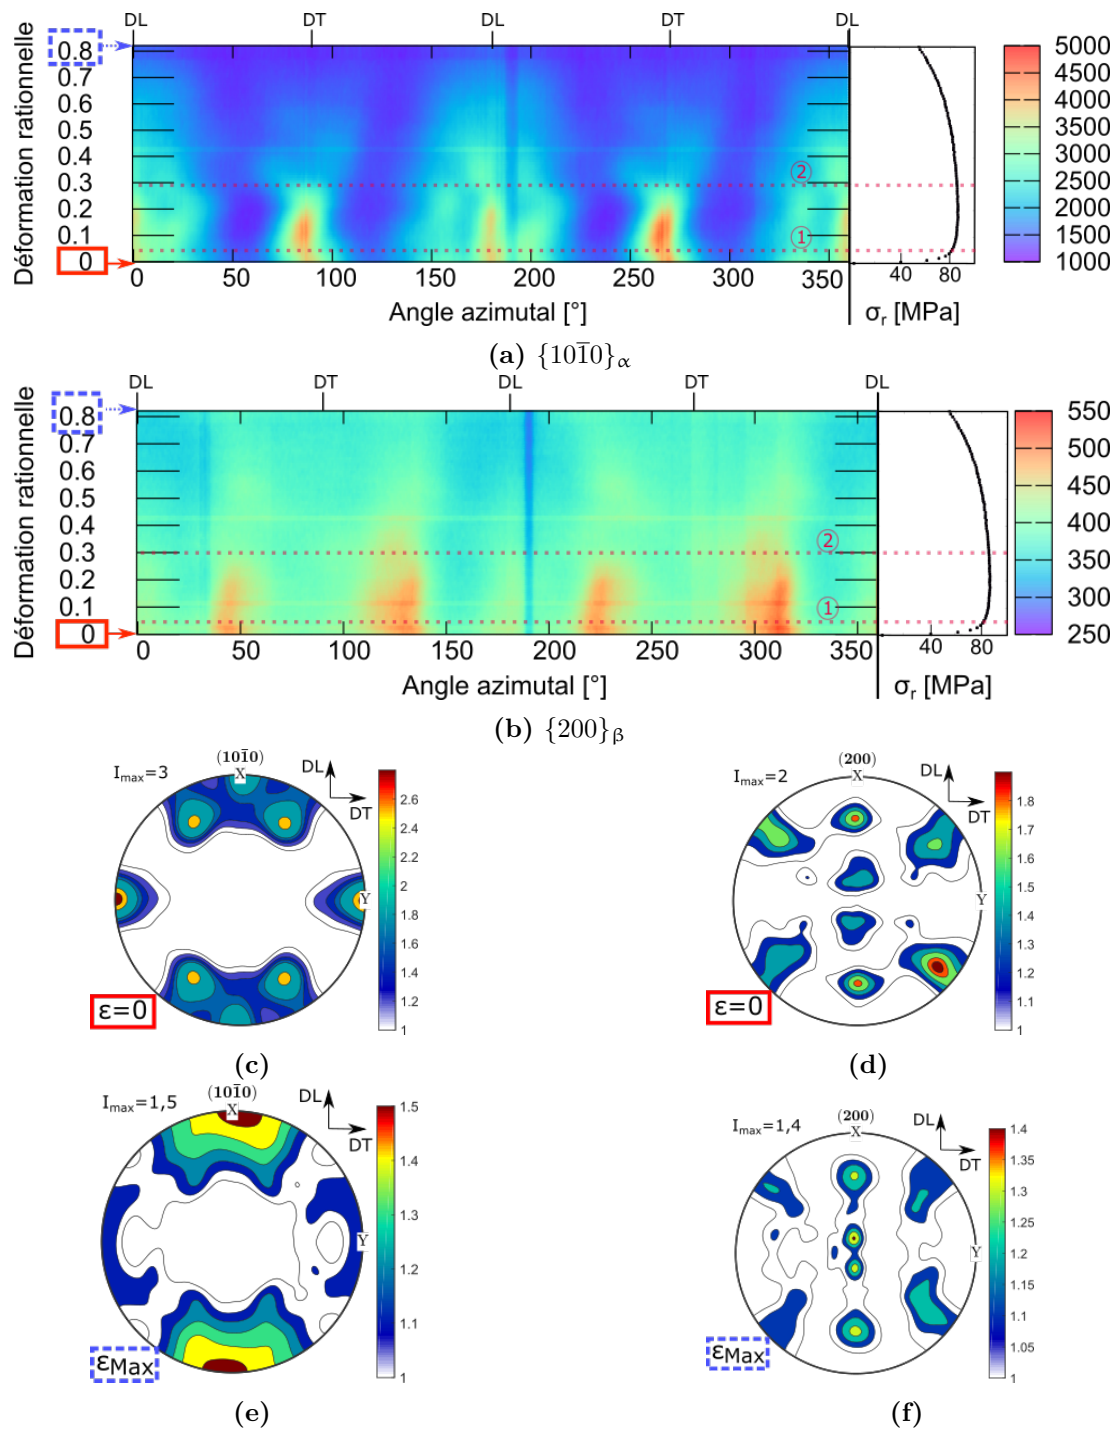 DL DT DL DT DL
Déformation rationnelle
0.8
0.7
0.6
0.5
0.4
0.3
0.2
0.1
0
②
①
0 50 100 150 200 250 300 350
Angle azimutal [°]
40 80
σr [MPa]
5000
4500
4000
3500
3000
2500
2000
1500
1000
(a) {101̅0}α
DL DT DL DT DL
Déformation rationnelle
0.8
0.7
0.6
0.5
0.4
0.3
0.2
0.1
0
②
①
0 50 100 150 200 250 300 350
Angle azimutal [°]
40 80
σr [MPa]
550
500
450
400
350
300
250
(b) {200}β
Imax=3
(101̅0)
X
Y
DL
DT
2.6
2.4
2.2
2
1.8
1.6
1.4
1.2
1
ε=0
(c)
Imax=2
(200)
X
Y
DL
DT
1.8
1.7
1.6
1.5
1.4
1.3
1.2
1.1
1
ε=0
(d)
Imax=1,5
(101̅0)
X
Y
DL
DT
1.5
1.4
1.3
1.2
1.1
1
εMax
(e)
Imax=1,4
(200)
X
Y
DL
DT
1.4
1.35
1.3
1.25
1.2
1.15
1.1
1.05
1
εMax
(f)